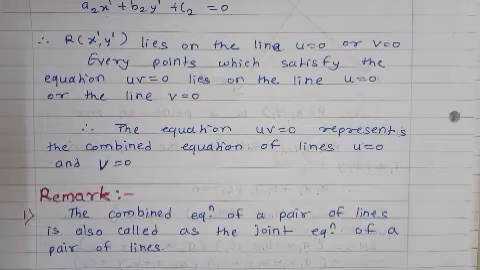 a₂x' + b₂y' + c₂ = 0
∴ R(x', y') lies on the line u=0 or v=0
Every points which satisfy the
equation uv=0 lies on the line u=0
or the line v=0
∴ The equation uv=0 represents
the combined equation of lines u=0
and v=0
Remark:-
1) The combined eqⁿ of a pair of lines
is also called as the joint eqⁿ of a
pair of lines.